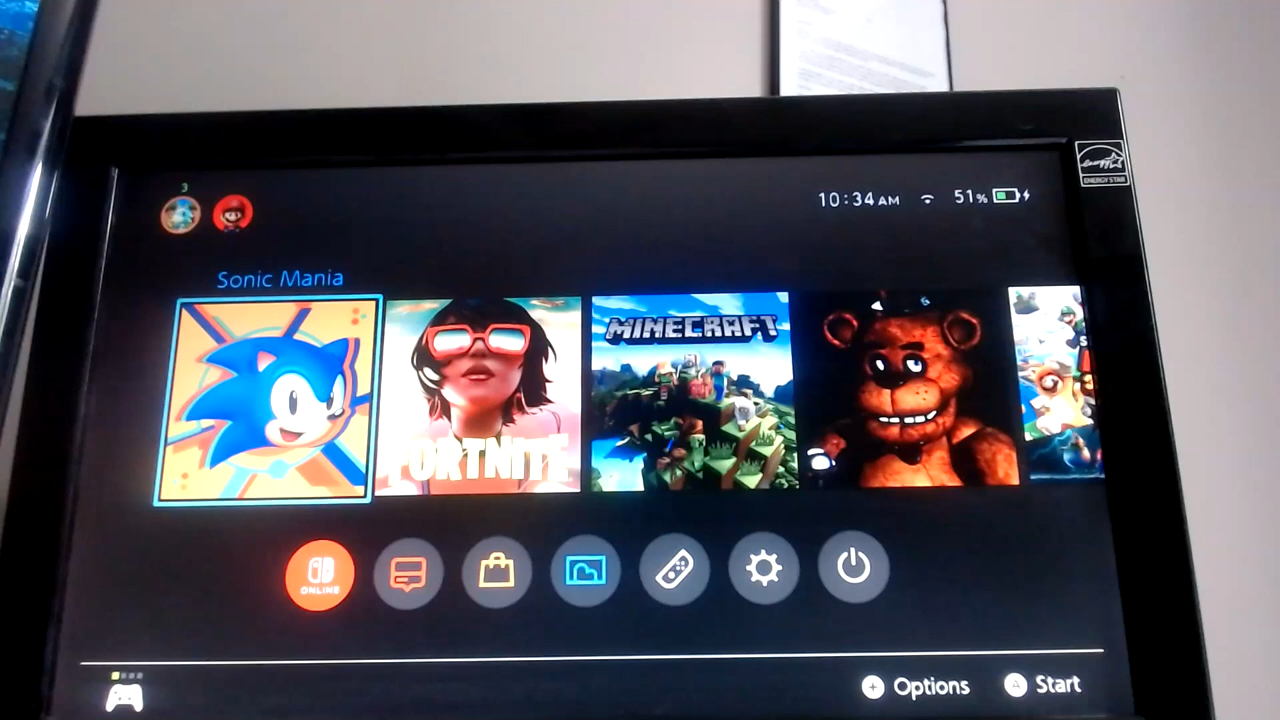 3
10:34 AM 51%
ENERGY STAR
Sonic Mania
FORTNITE
MINECRAFT
ONLINE
+ Options
A Start